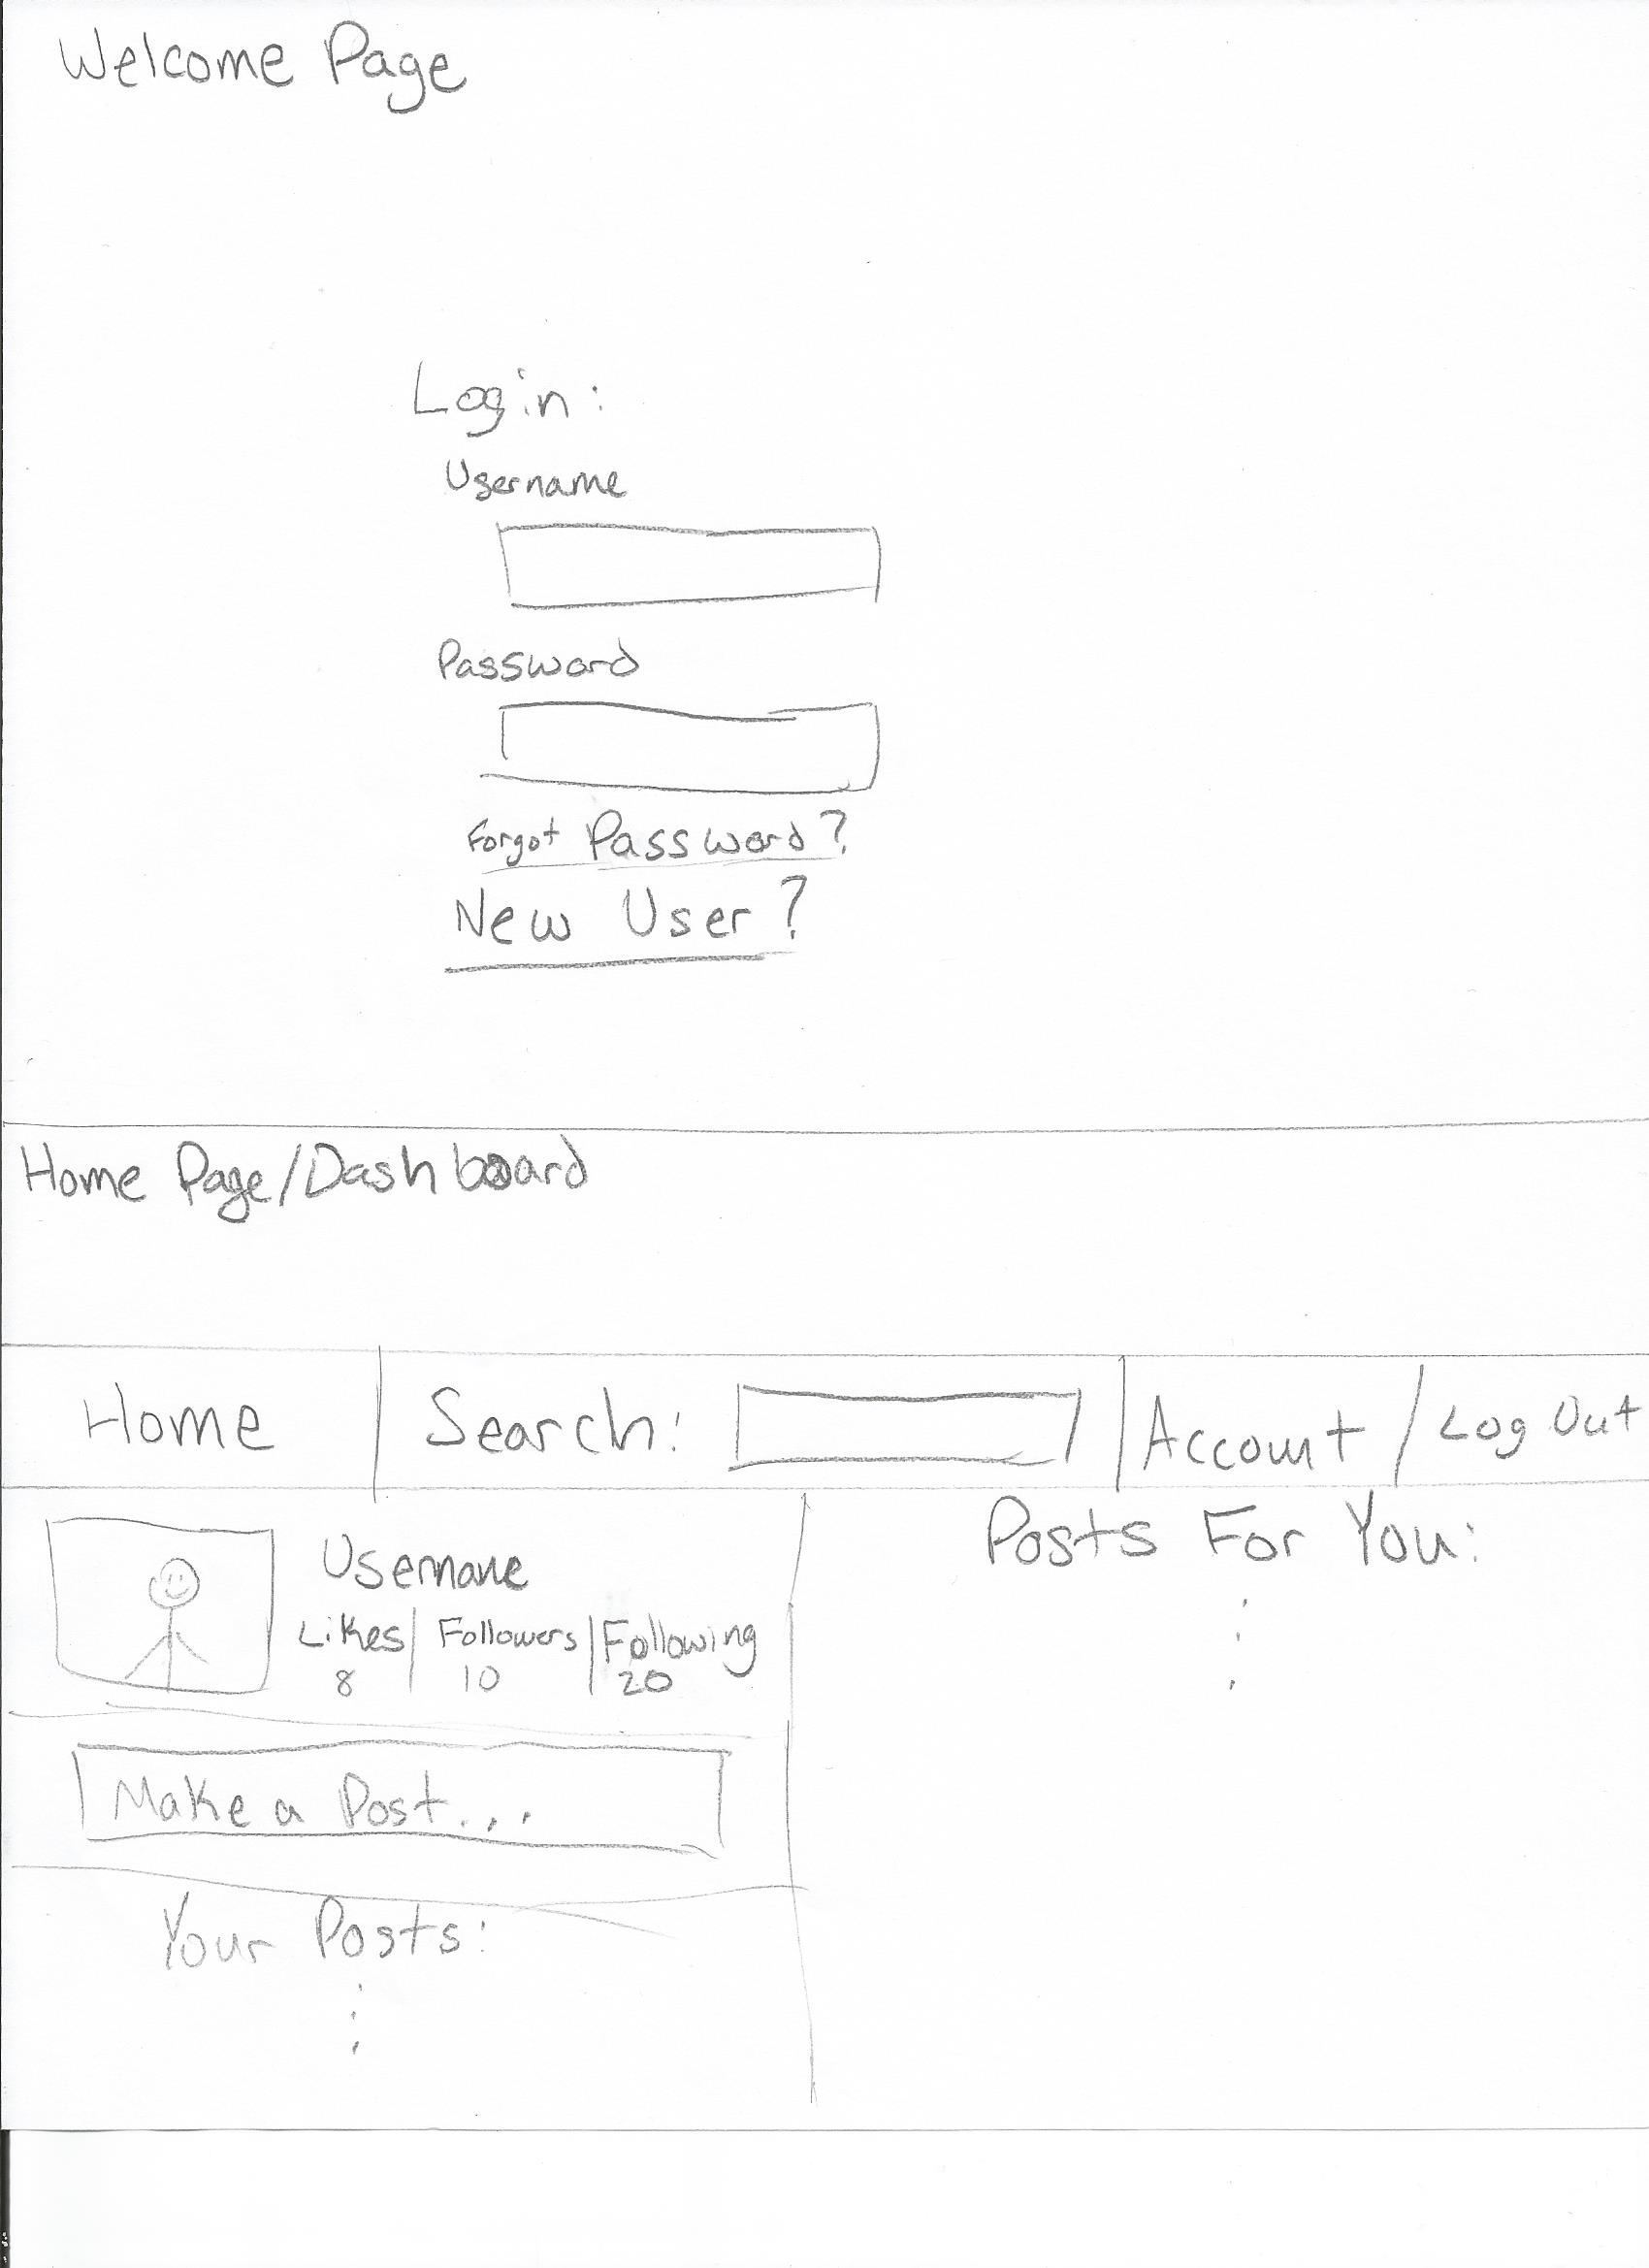 Welcome Page
Login:
Username
Password
Forgot Password?
New User?
Home Page/Dashboard
Home | Search: | Account / Log Out
Username
Likes | Followers | Following
8 | 10 | 20
Posts For You:
Make a Post...
Your Posts: